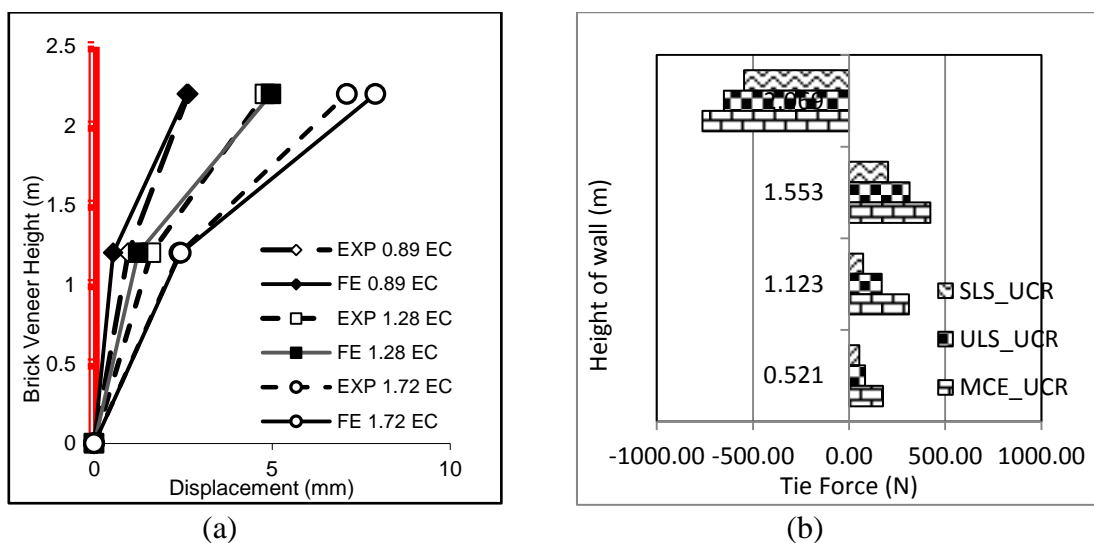 2.5
2
1.5
1
0.5
0
Brick Veneer Height (m)
EXP 0.89 EC
FE 0.89 EC
EXP 1.28 EC
FE 1.28 EC
EXP 1.72 EC
FE 1.72 EC
0 5 10
Displacement (mm)
(a)
Height of wall (m)
2.069
1.553
1.123
0.521
SLS_UCR
ULS_UCR
MCE_UCR
-1000.00 -500.00 0.00 500.00 1000.00
Tie Force (N)
(b)